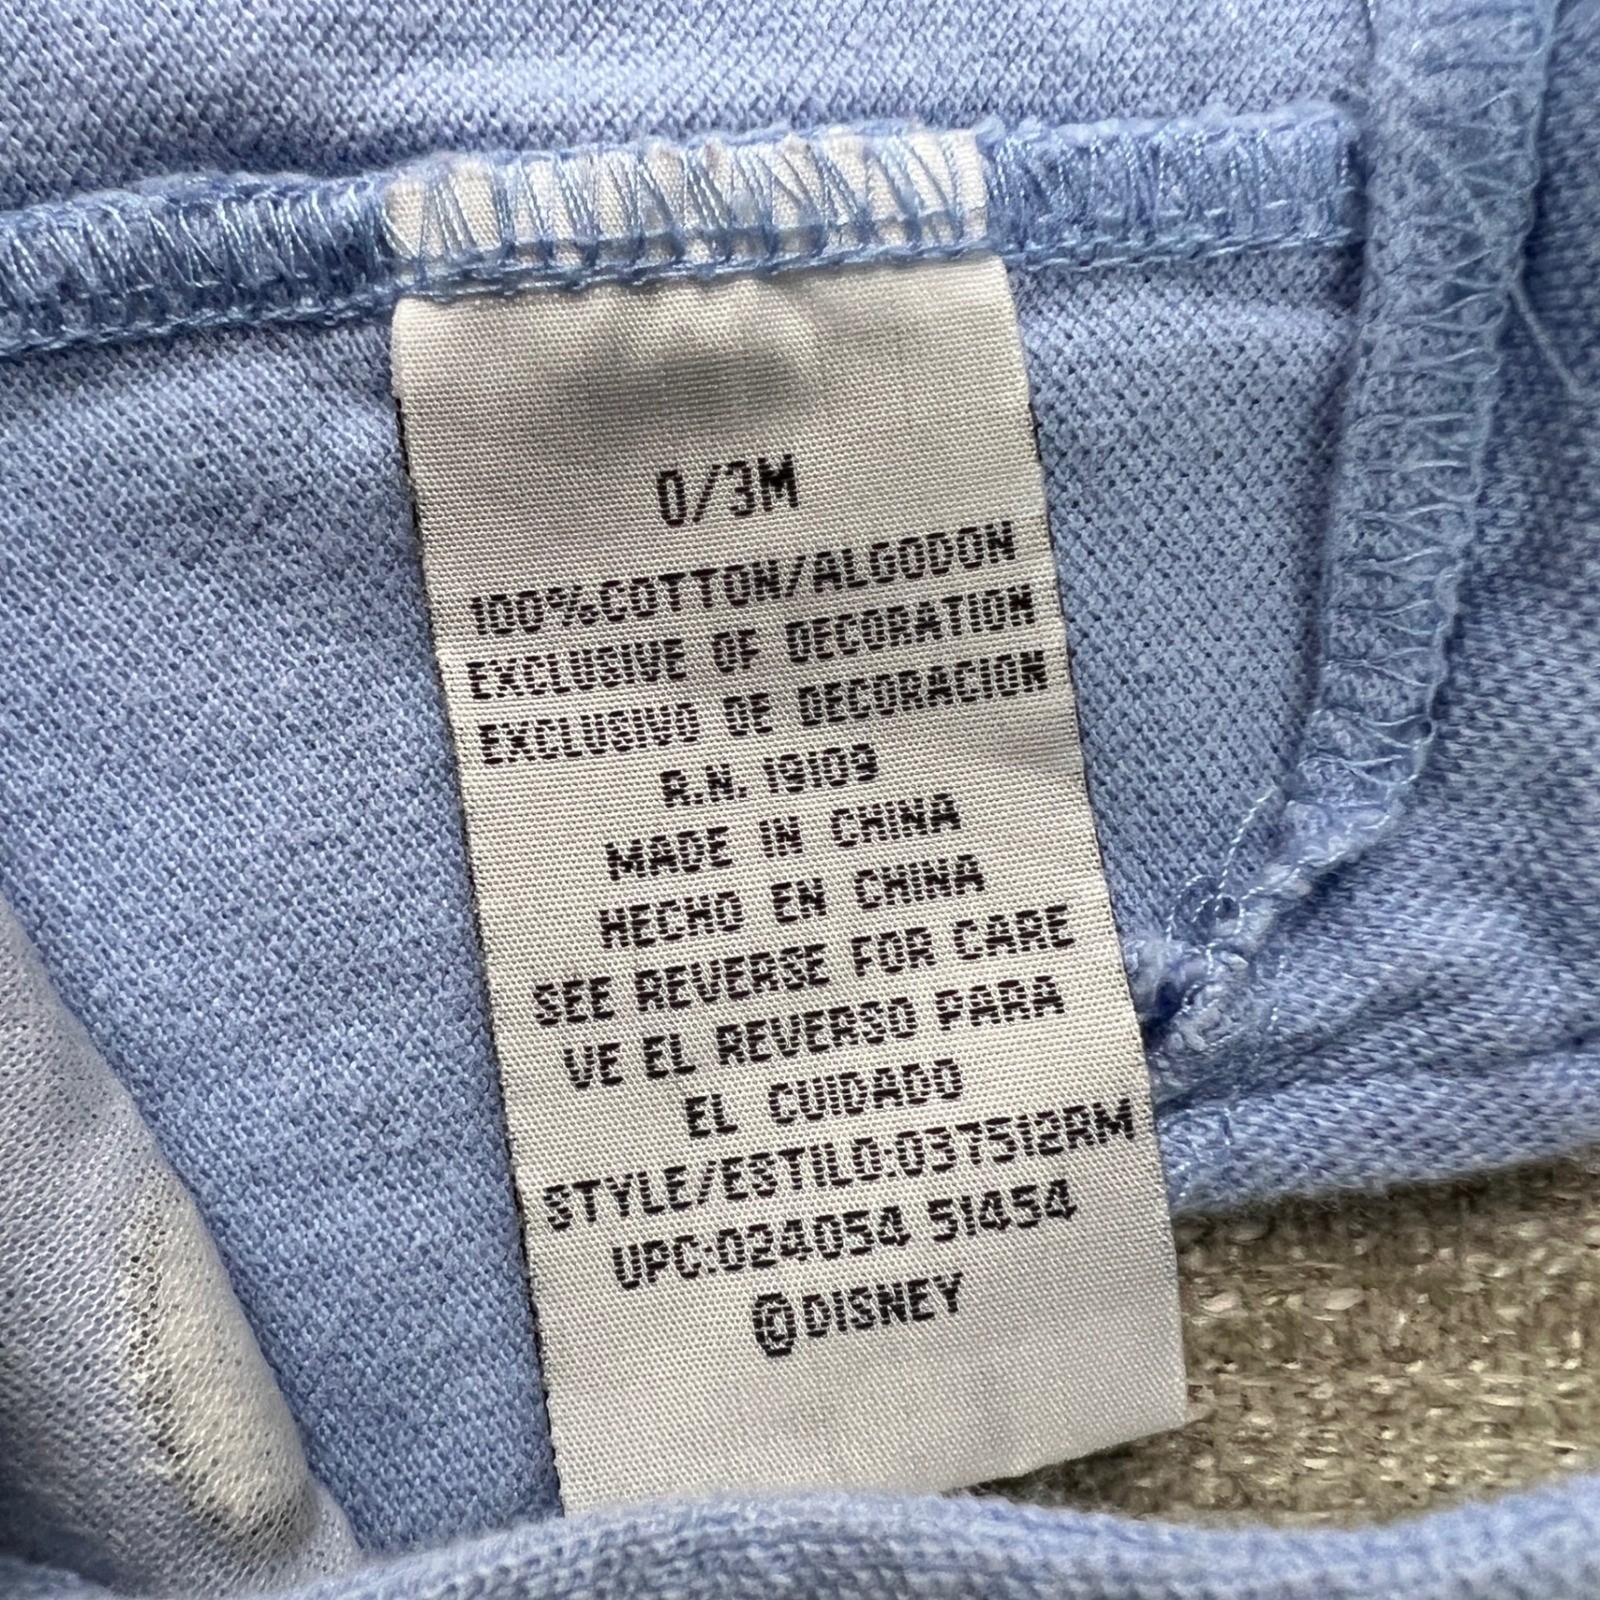 0/3M
100%COTTON/ALGODON
EXCLUSIVE OF DECORATION
EXCLUSIVO DE DECORACION
R.N. 19109
MADE IN CHINA
HECHO EN CHINA
SEE REVERSE FOR CARE
VE EL REVERSO PARA
EL CUIDADO
STYLE/ESTILO:037512RM
UPC:024054 51454
©DISNEY